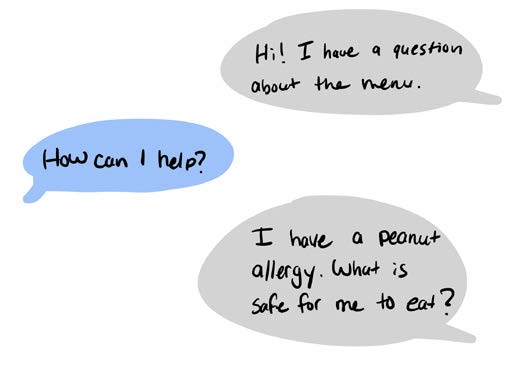 Hi! I have a question
about the menu.
How can I help?
I have a peanut
allergy. What is
safe for me to eat?